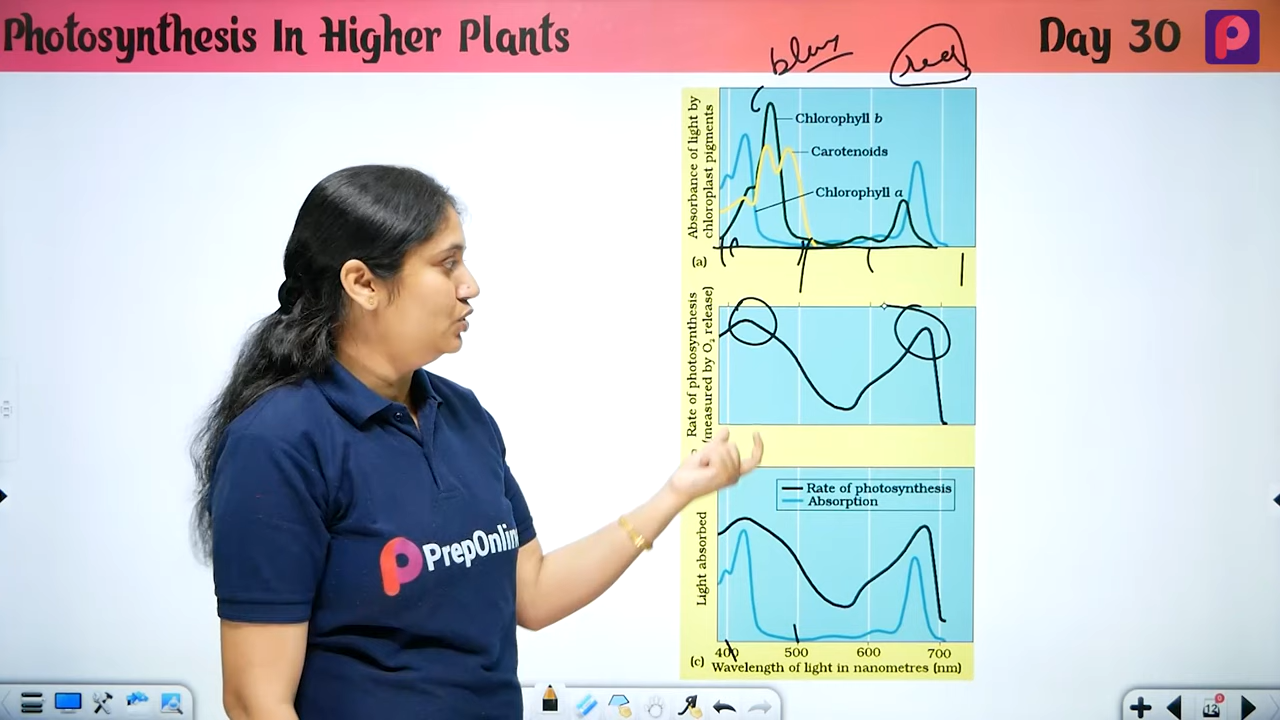 Photosynthesis In Higher Plants
Day 30
blue
red
Absorbance of light by
chloroplast pigments
Chlorophyll b
Carotenoids
Chlorophyll a
(a)
Rate of photosynthesis
(measured by O₂ release)
Rate of photosynthesis
Absorption
Light absorbed
400 500 600 700
(c) Wavelength of light in nanometres (nm)
PrepOnlin
12